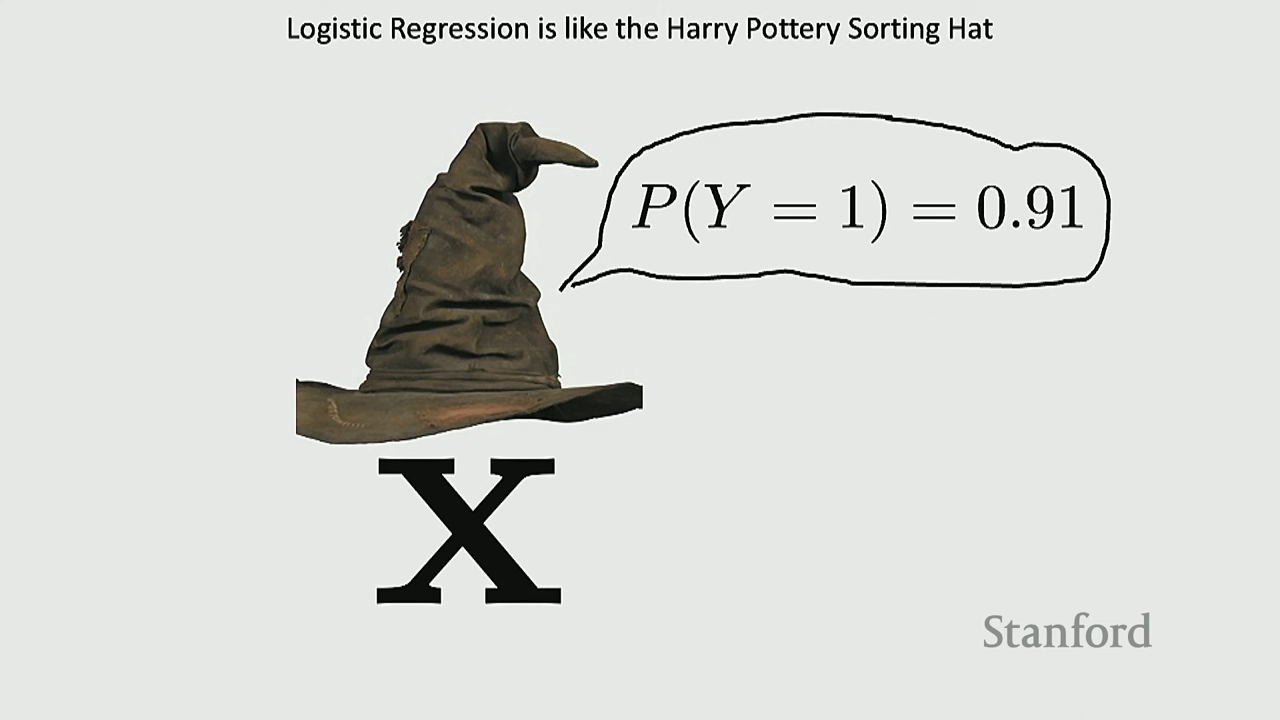 Logistic Regression is like the Harry Pottery Sorting Hat
P(Y = 1) = 0.91
X
Stanford